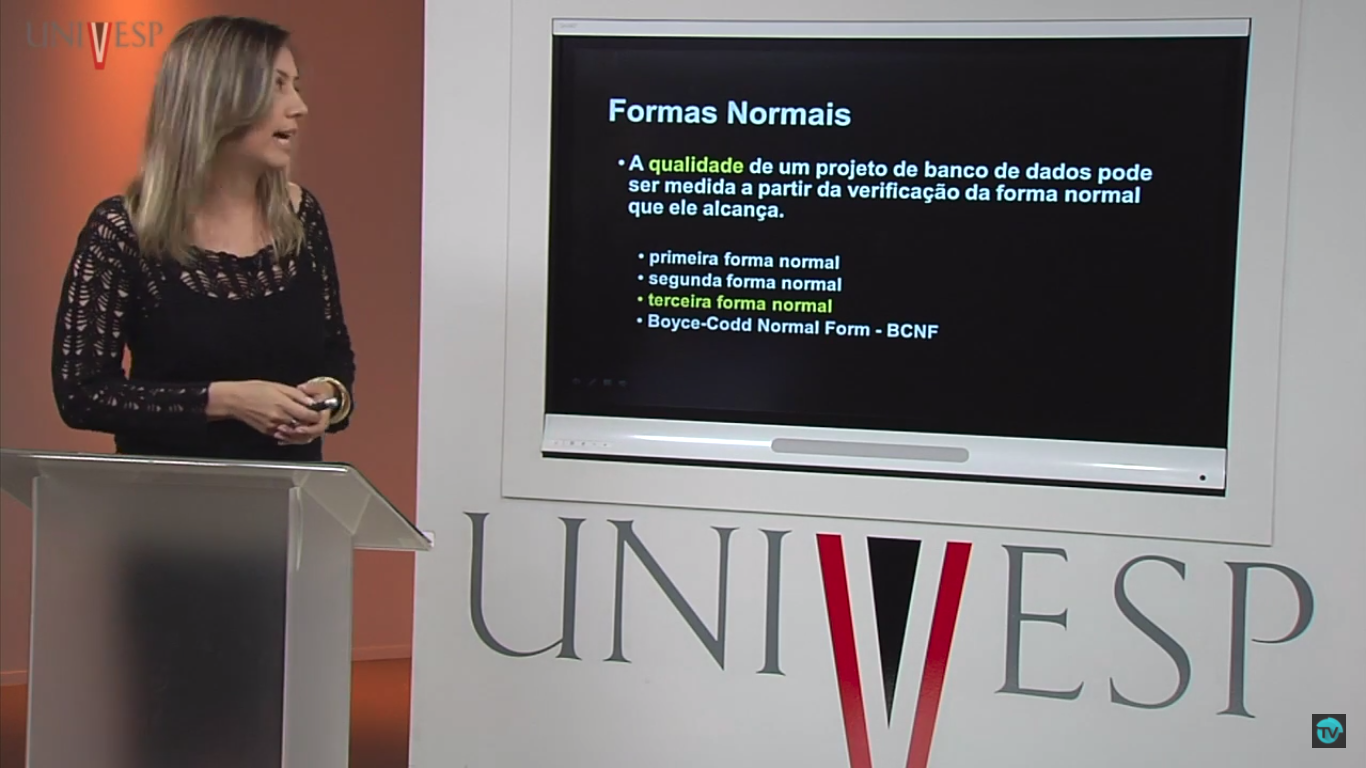 UNIVESP
Formas Normais
• A qualidade de um projeto de banco de dados pode
ser medida a partir da verificação da forma normal
que ele alcança.
• primeira forma normal
• segunda forma normal
• terceira forma normal
• Boyce-Codd Normal Form - BCNF
UNIVESP
TV